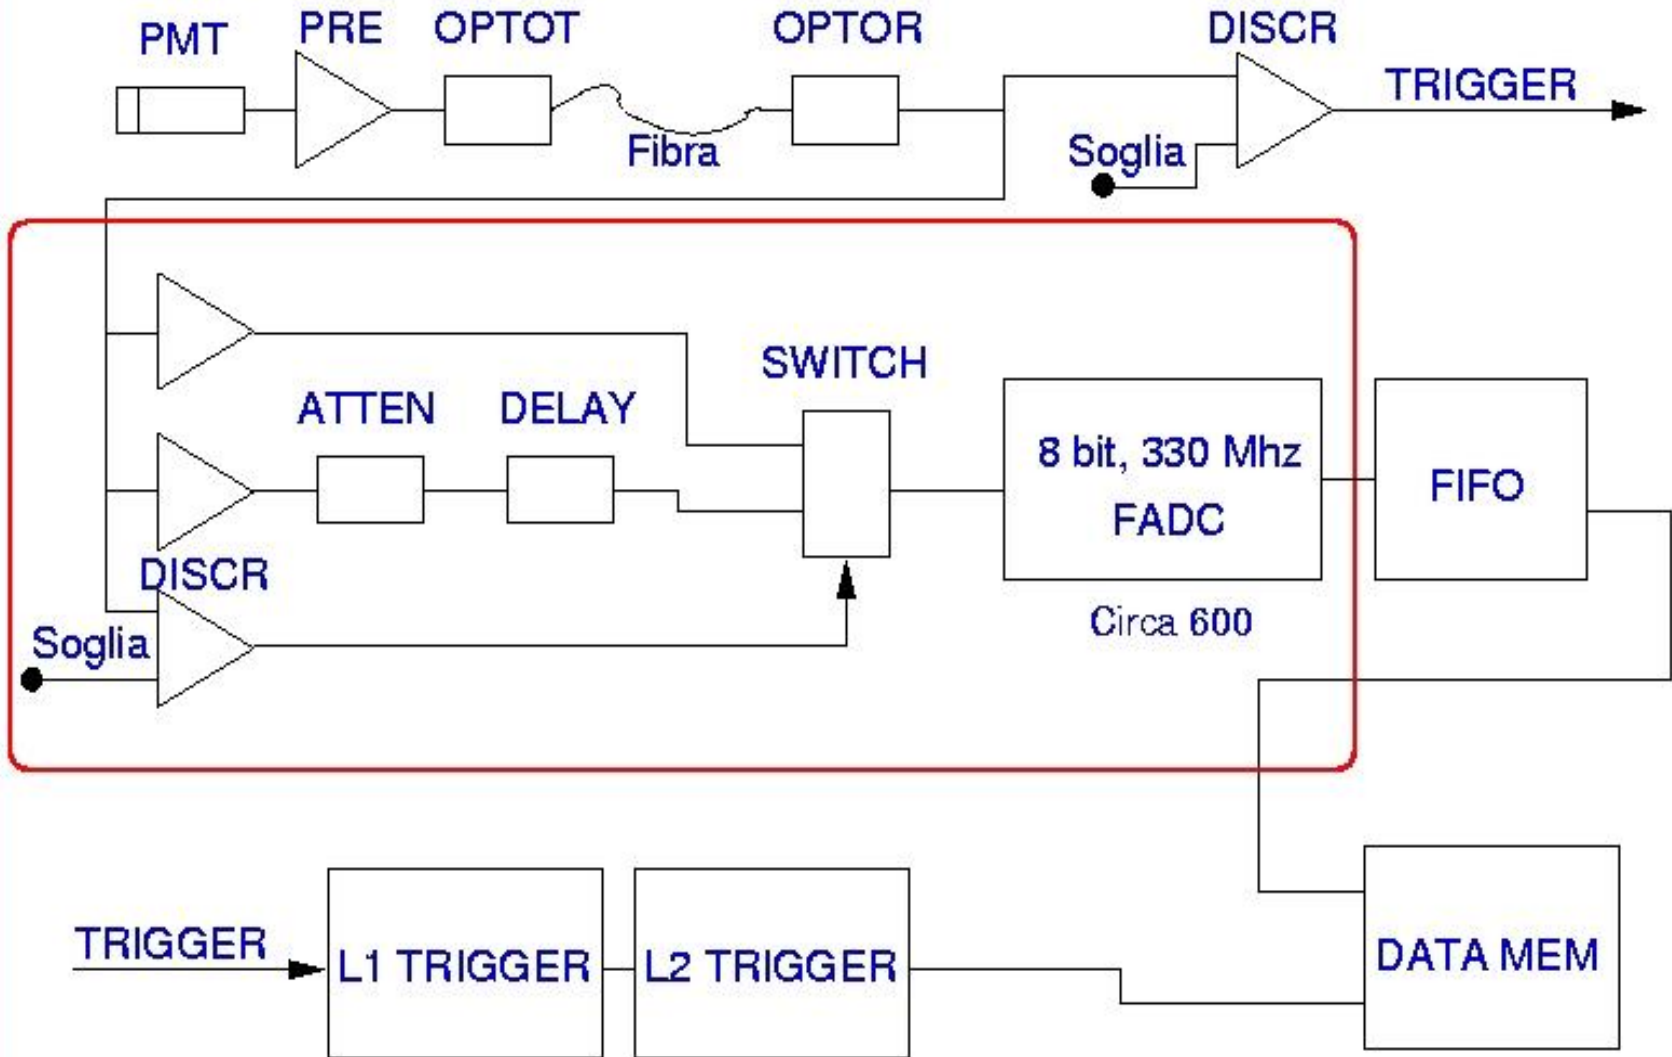 PMT
PRE
OPTOT
OPTOR
DISCR
TRIGGER
Fibra
Soglia
SWITCH
ATTEN
DELAY
8 bit, 330 Mhz
FADC
FIFO
DISCR
Circa 600
Soglia
TRIGGER
L1 TRIGGER
L2 TRIGGER
DATA MEM